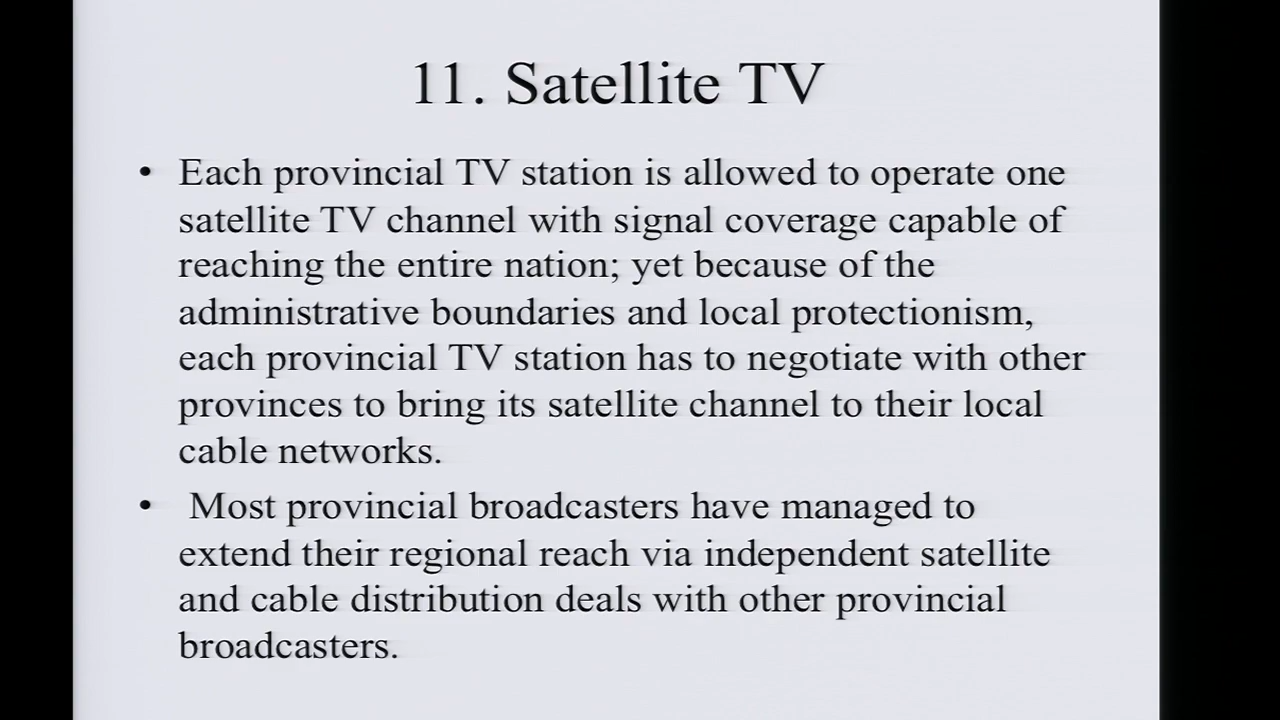 11. Satellite TV
• Each provincial TV station is allowed to operate one
satellite TV channel with signal coverage capable of
reaching the entire nation; yet because of the
administrative boundaries and local protectionism,
each provincial TV station has to negotiate with other
provinces to bring its satellite channel to their local
cable networks.
• Most provincial broadcasters have managed to
extend their regional reach via independent satellite
and cable distribution deals with other provincial
broadcasters.